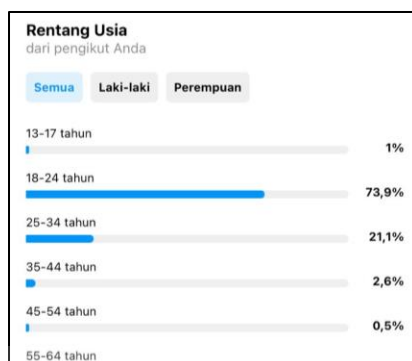 Rentang Usia
dari pengikut Anda
Semua Laki-laki Perempuan
13-17 tahun
1%
18-24 tahun
73,9%
25-34 tahun
21,1%
35-44 tahun
2,6%
45-54 tahun
0,5%
55-64 tahun